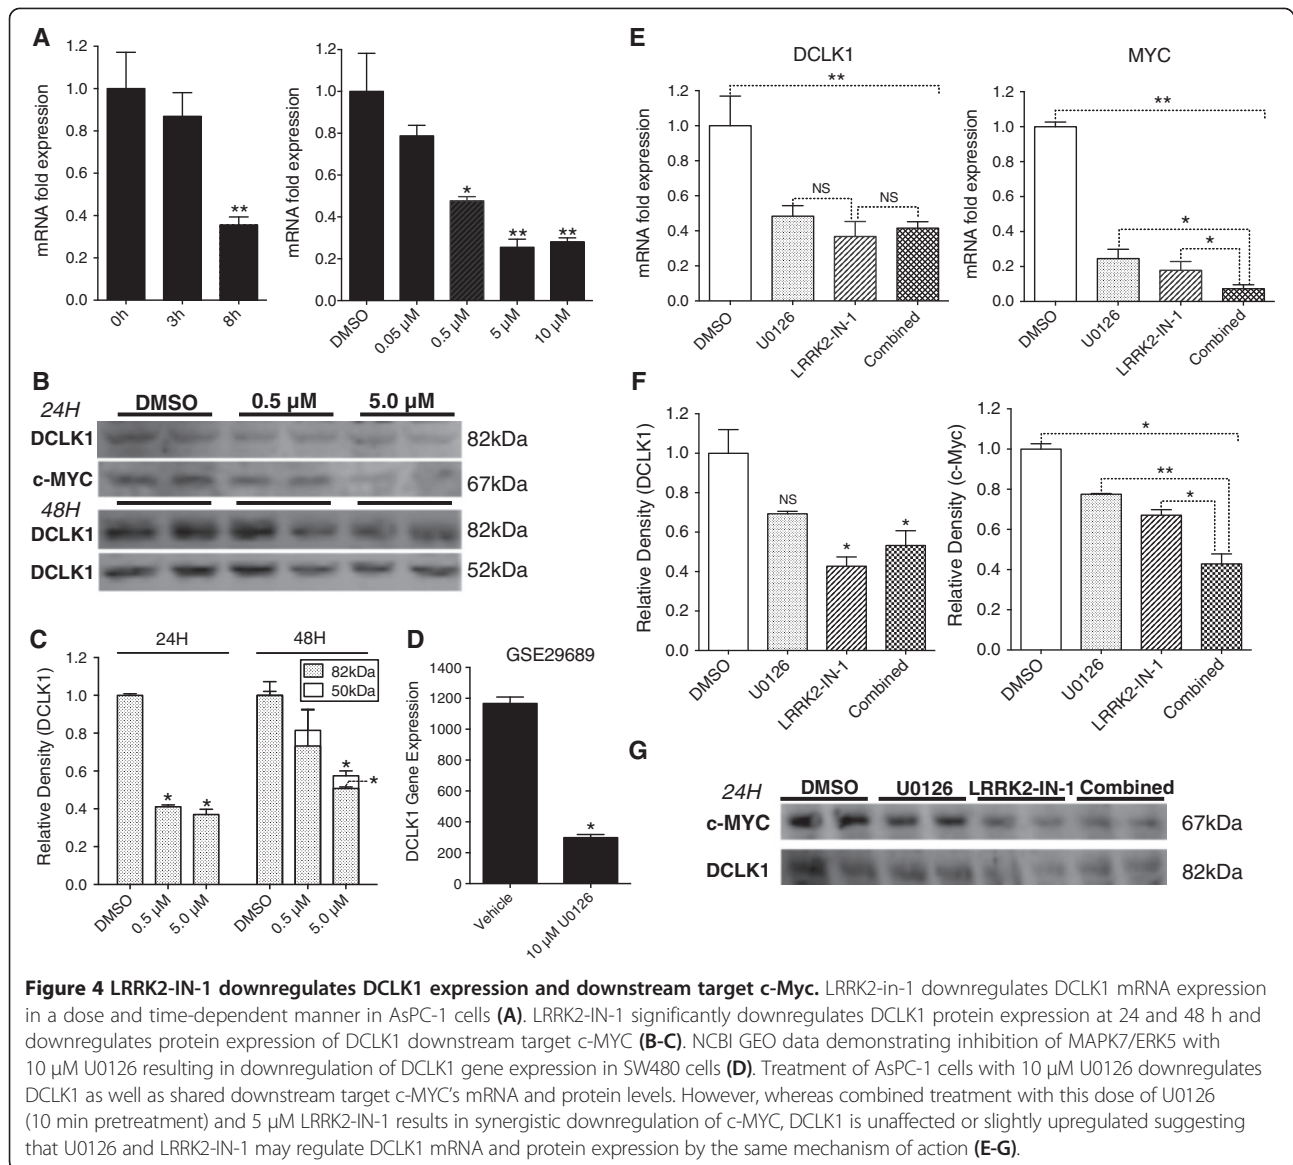 A
1.2
1.0
0.8
0.6
0.4
0.2
0.0
mRNA fold expression
**
0h
3h
8h
1.2
1.0
0.8
0.6
0.4
0.2
0.0
mRNA fold expression
*
**
**
DMSO
0.05 µM
0.5 µM
5 µM
10 µM
B
24H
DMSO
0.5 µM
5.0 µM
DCLK1
82kDa
c-MYC
67kDa
48H
DCLK1
82kDa
DCLK1
52kDa
C
24H
48H
1.2
1.0
0.8
0.6
0.4
0.2
0.0
Relative Density (DCLK1)
82kDa
50kDa
*
*
*
*
DMSO
0.5 µM
5.0 µM
DMSO
0.5 µM
5.0 µM
D
GSE29689
1400
1200
1000
800
600
400
200
0
DCLK1 Gene Expression
*
Vehicle
10 µM U0126
E
DCLK1
**
1.2
1.0
0.8
0.6
0.4
0.2
0.0
mRNA fold expression
NS
NS
DMSO
U0126
LRRK2-IN-1
Combined
MYC
**
1.2
1.0
0.8
0.6
0.4
0.2
0.0
mRNA fold expression
*
*
DMSO
U0126
LRRK2-IN-1
Combined
F
1.2
1.0
0.8
0.6
0.4
0.2
0.0
Relative Density (DCLK1)
NS
*
*
DMSO
U0126
LRRK2-IN-1
Combined
1.2
1.0
0.8
0.6
0.4
0.2
0.0
Relative Density (c-Myc)
*
**
*
DMSO
U0126
LRRK2-IN-1
Combined
G
24H
DMSO
U0126
LRRK2-IN-1
Combined
c-MYC
67kDa
DCLK1
82kDa
Figure 4 LRRK2-IN-1 downregulates DCLK1 expression and downstream target c-Myc. LRRK2-in-1 downregulates DCLK1 mRNA expression
in a dose and time-dependent manner in AsPC-1 cells (A). LRRK2-IN-1 significantly downregulates DCLK1 protein expression at 24 and 48 h and
downregulates protein expression of DCLK1 downstream target c-MYC (B-C). NCBI GEO data demonstrating inhibition of MAPK7/ERK5 with
10 µM U0126 resulting in downregulation of DCLK1 gene expression in SW480 cells (D). Treatment of AsPC-1 cells with 10 µM U0126 downregulates
DCLK1 as well as shared downstream target c-MYC's mRNA and protein levels. However, whereas combined treatment with this dose of U0126
(10 min pretreatment) and 5 µM LRRK2-IN-1 results in synergistic downregulation of c-MYC, DCLK1 is unaffected or slightly upregulated suggesting
that U0126 and LRRK2-IN-1 may regulate DCLK1 mRNA and protein expression by the same mechanism of action (E-G).